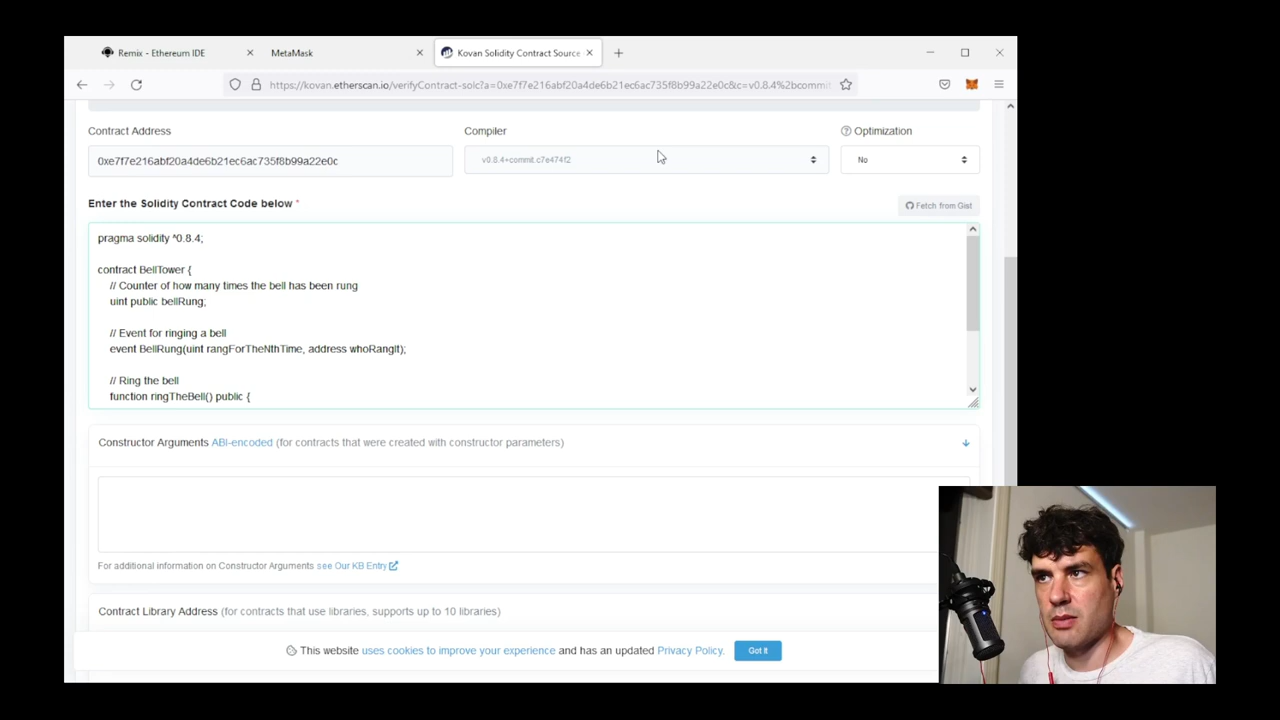 Remix - Ethereum IDE
MetaMask
Kovan Solidity Contract Source
https://kovan.etherscan.io/verifyContract-solc?a=0xe7f7e216abf20a4de6b21ec6ac735f8b99a22e0c&c=v0.8.4%2bcommit
Contract Address
Compiler
Optimization
0xe7f7e216abf20a4de6b21ec6ac735f8b99a22e0c
v0.8.4+commit.c7e474f2
No
Enter the Solidity Contract Code below *
Fetch from Gist
pragma solidity ^0.8.4;
contract BellTower {
// Counter of how many times the bell has been rung
uint public bellRung;
// Event for ringing a bell
event BellRung(uint rangForTheNthTime, address whoRangIt);
// Ring the bell
function ringTheBell() public {
Constructor Arguments ABI-encoded (for contracts that were created with constructor parameters)
For additional information on Constructor Arguments see Our KB Entry
Contract Library Address (for contracts that use libraries, supports up to 10 libraries)
This website uses cookies to improve your experience and has an updated Privacy Policy.
Got It